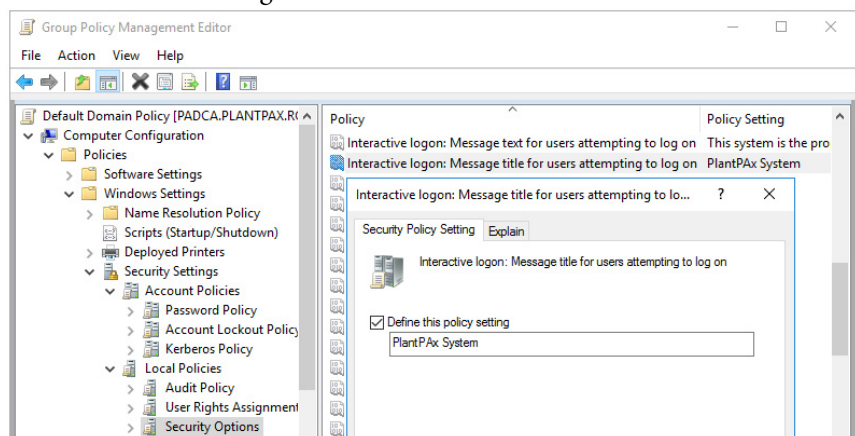 Group Policy Management Editor
File Action View Help
Default Domain Policy [PADCA.PLANTPAX.R
Computer Configuration
Policies
Software Settings
Windows Settings
Name Resolution Policy
Scripts (Startup/Shutdown)
Deployed Printers
Security Settings
Account Policies
Password Policy
Account Lockout Policy
Kerberos Policy
Local Policies
Audit Policy
User Rights Assignment
Security Options
Policy Policy Setting
Interactive logon: Message text for users attempting to log on This system is the pro
Interactive logon: Message title for users attempting to log on PlantPAx System
Interactive logon: Message title for users attempting to lo... ?
Security Policy Setting Explain
Interactive logon: Message title for users attempting to log on
Define this policy setting
PlantPAx System